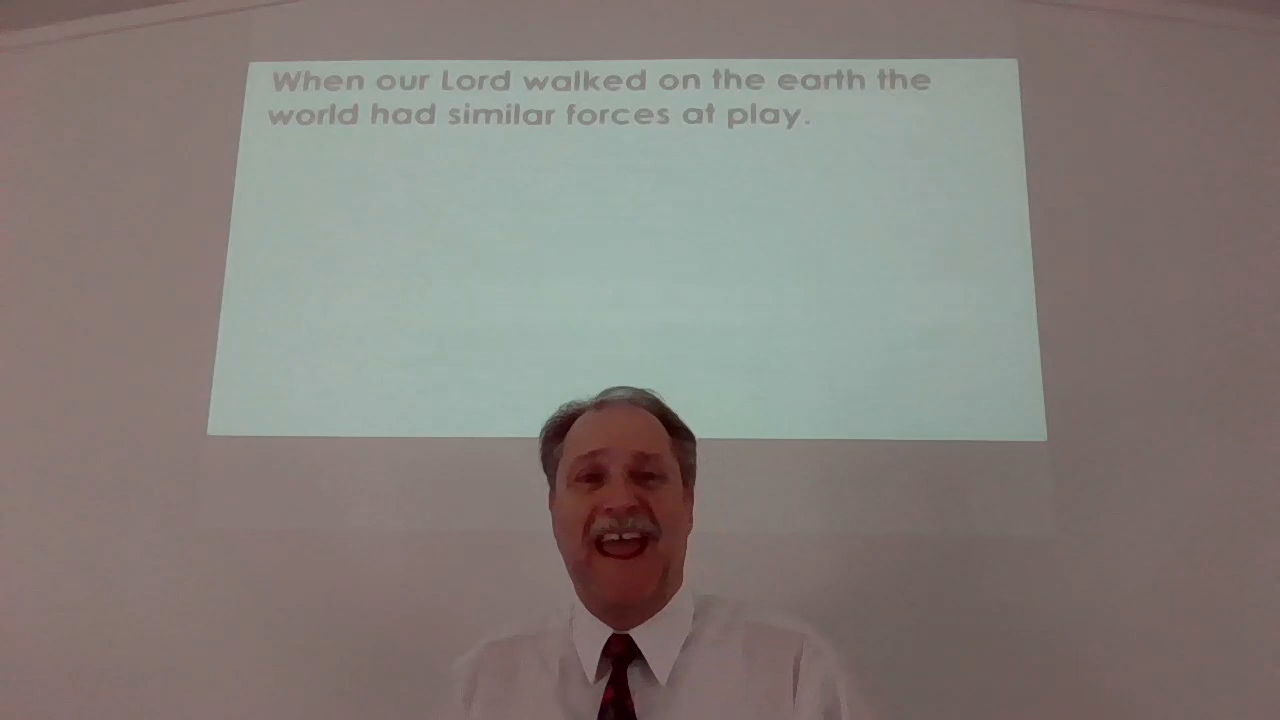 When our Lord walked on the earth the
world had similar forces at play.